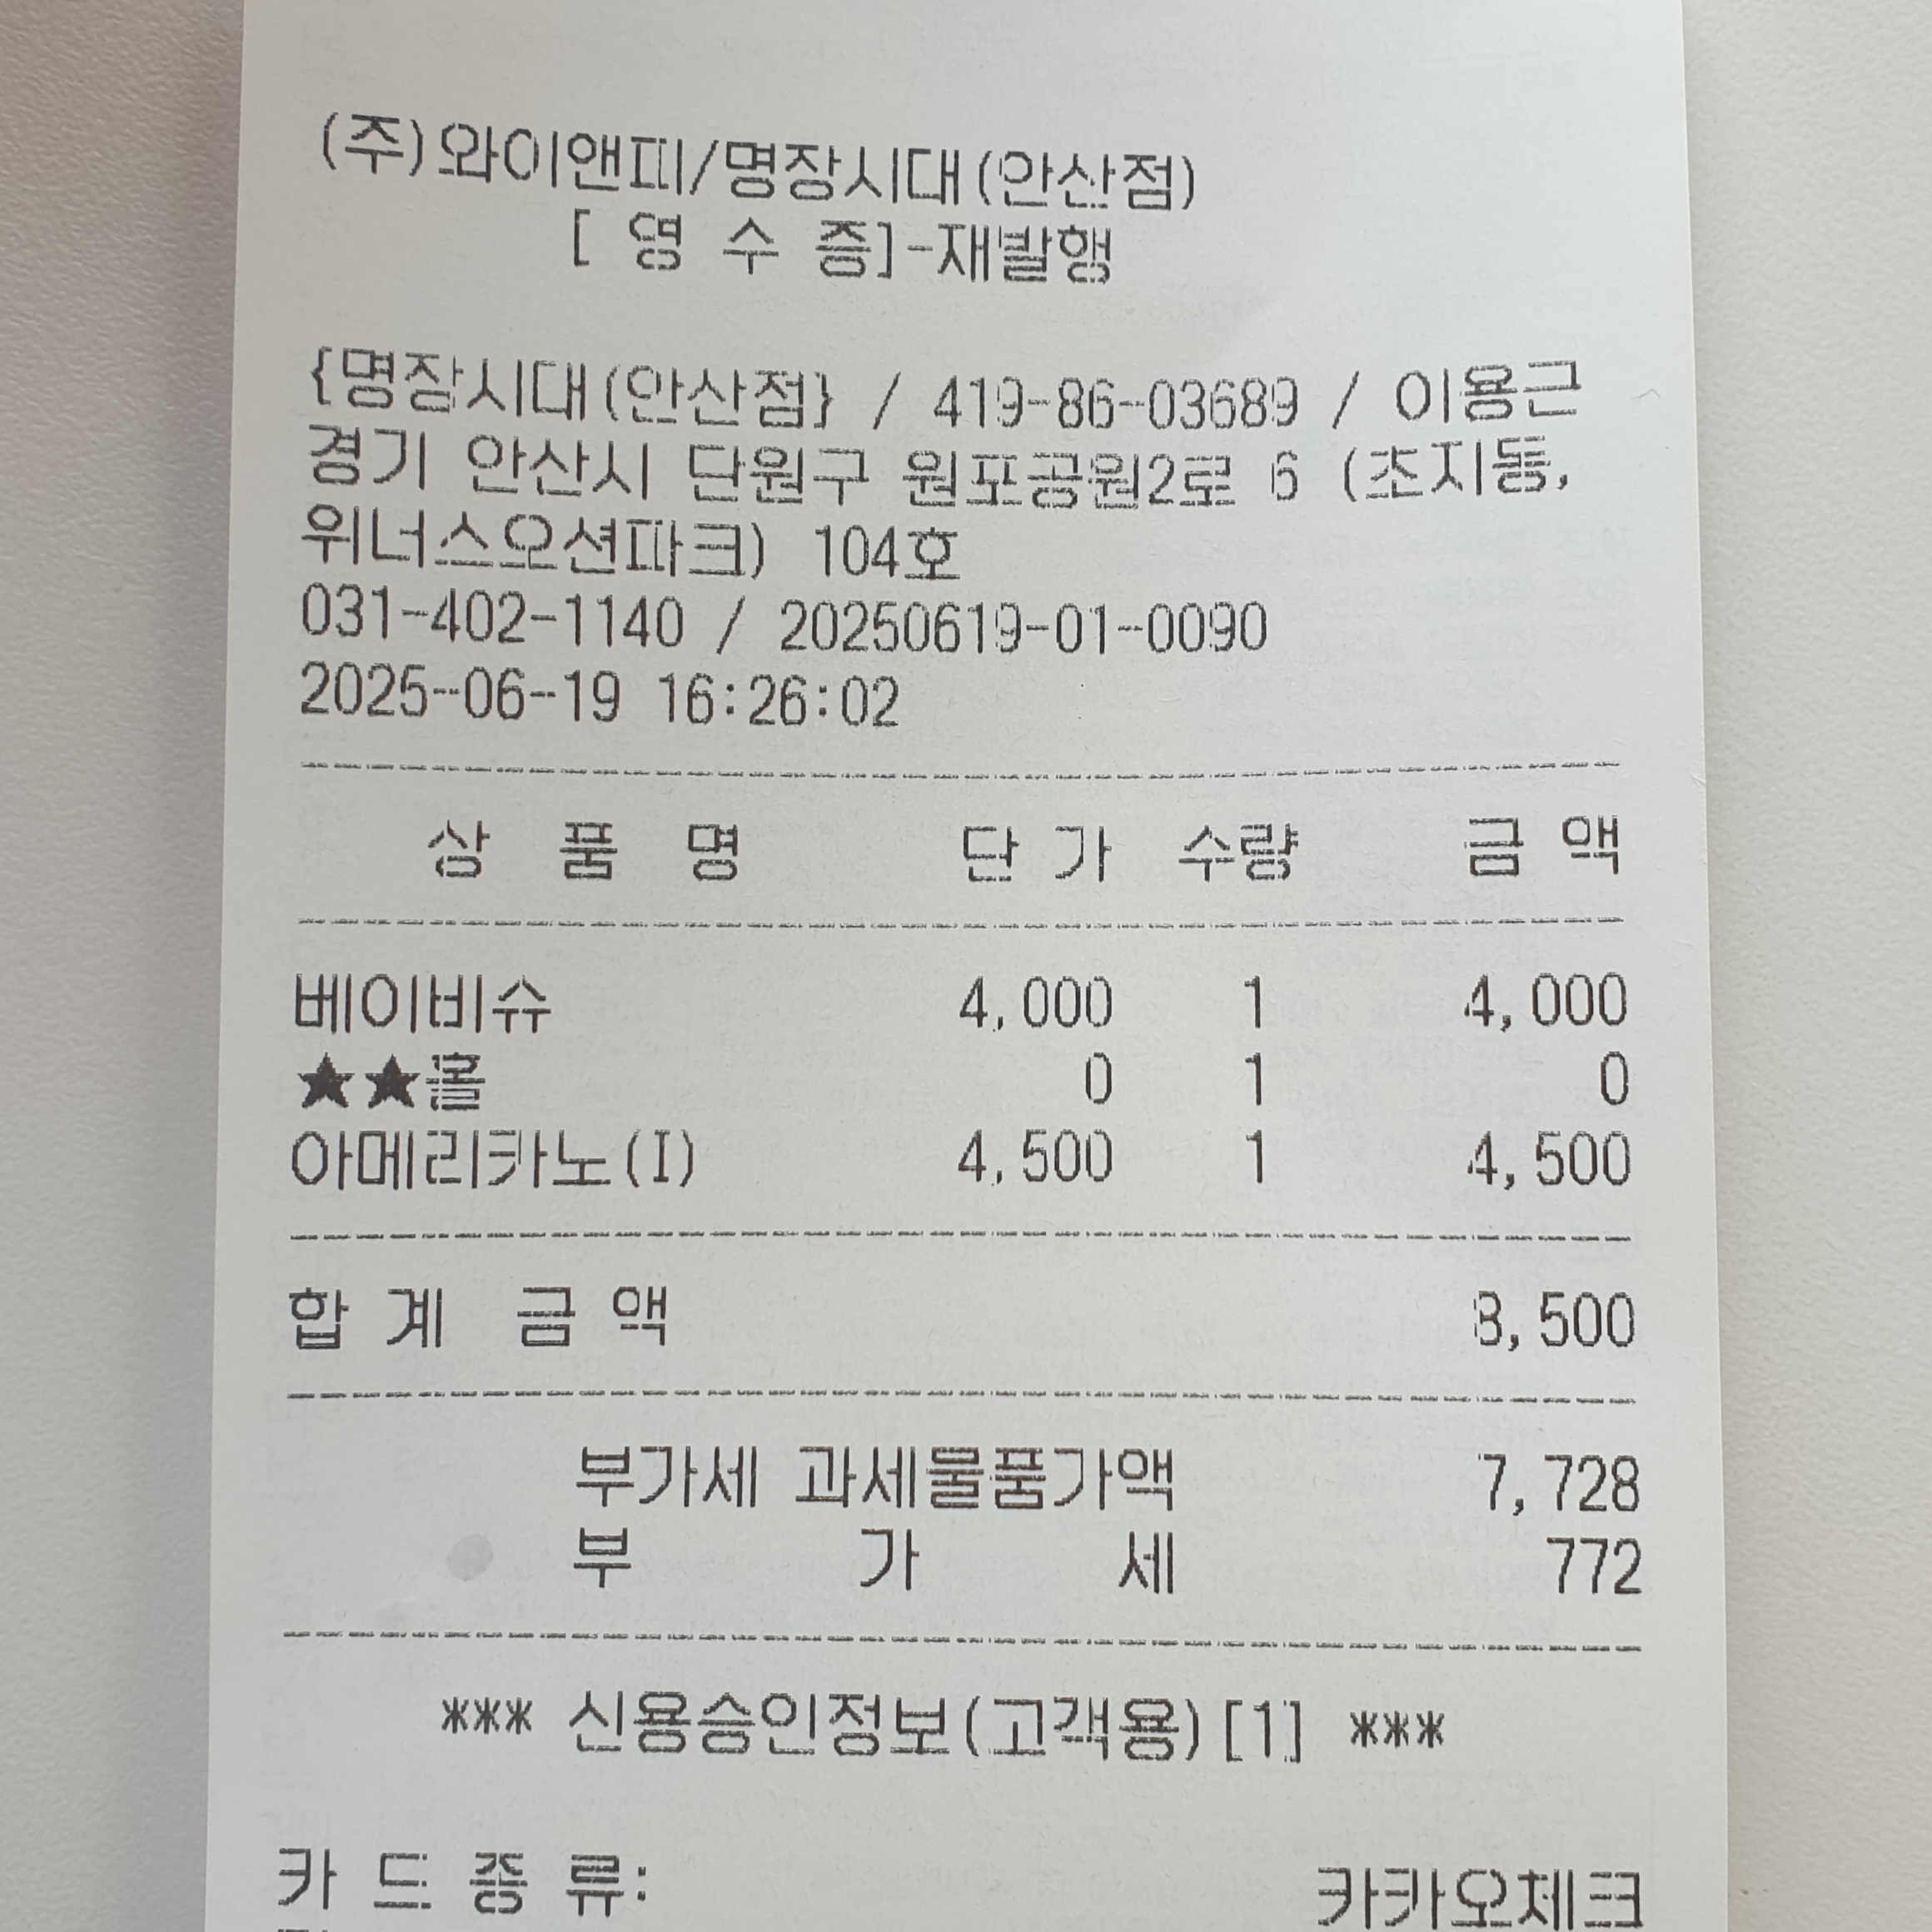 (주)와이앤피/명장시대(안산점)
[ 영 수 증]-재발행
{명장시대(안산점} / 419-86-03689 / 이용근
경기 안산시 단원구 원포공원2로 6 (초지동,
위너스오션파크) 104호
031-402-1140 / 20250619-01-0090
2025-06-19 16:26:02
상 품 명 단 가 수량 금 액
베이비슈 4,000 1 4,000
★★홀 0 1 0
아메리카노(I) 4,500 1 4,500
합 계 금 액 8,500
부가세 과세물품가액 7,728
부 가 세 772
*** 신용승인정보(고객용)[1] ***
카 드 종 류: 카카오체크